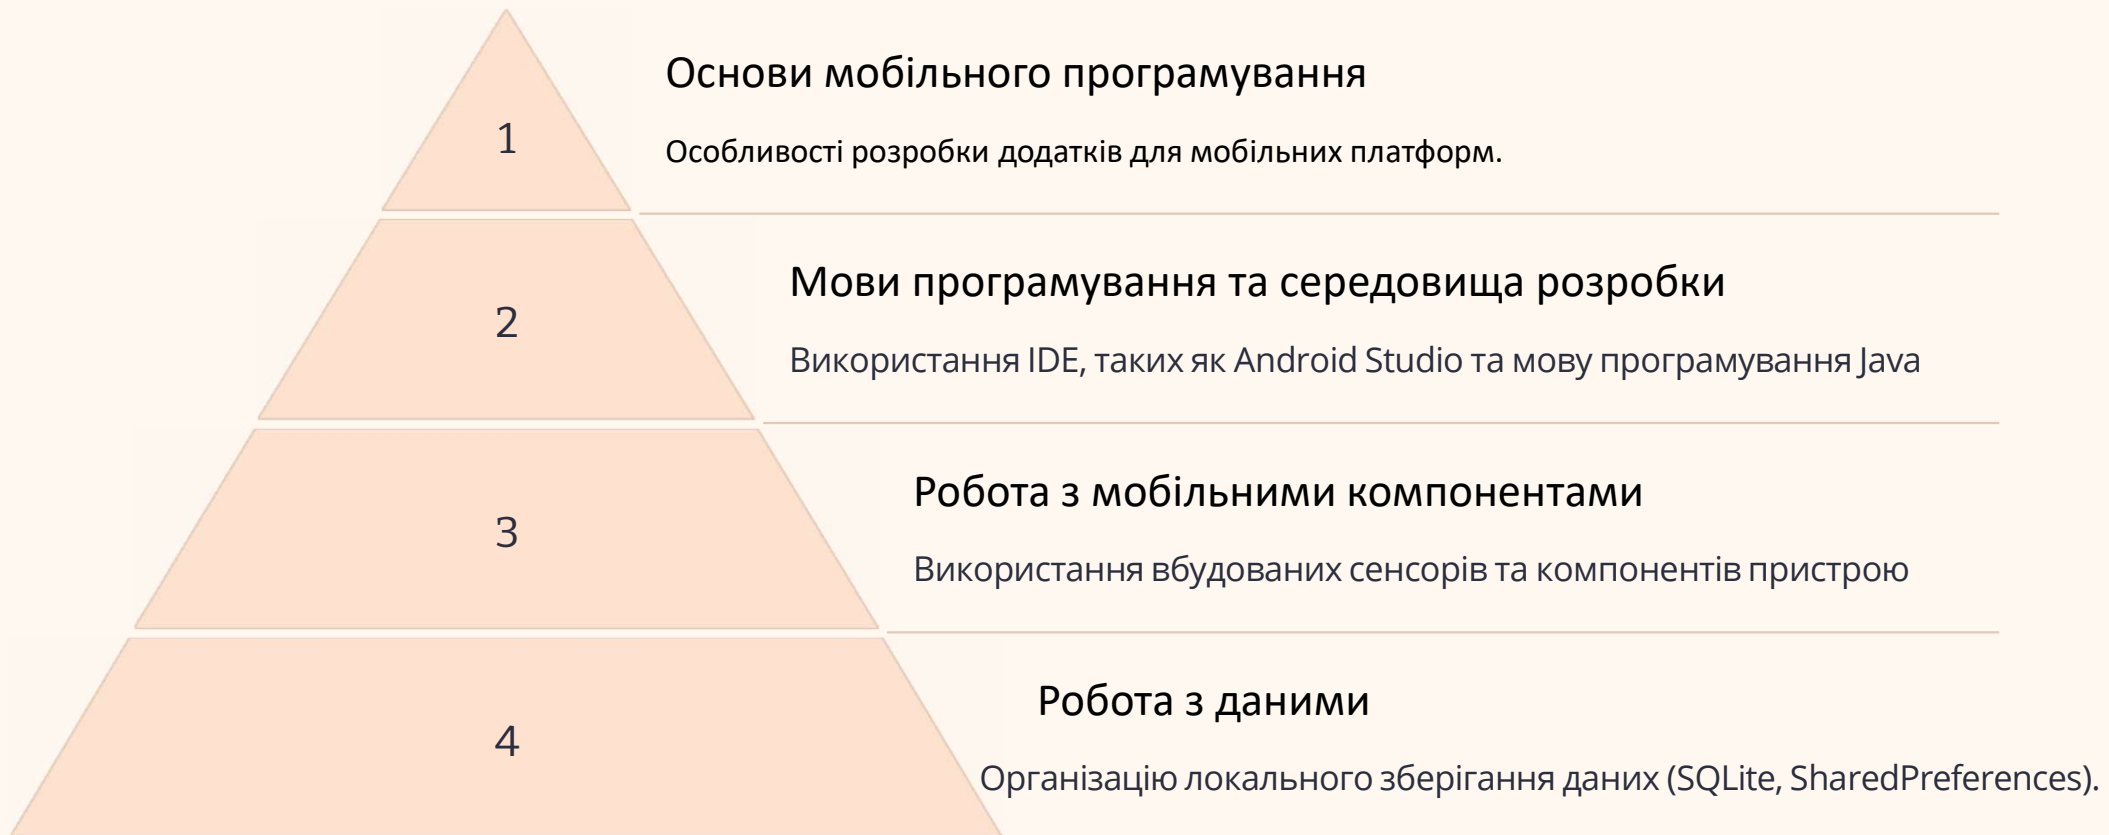 1
Основи мобільного програмування
Особливості розробки додатків для мобільних платформ.
2
Мови програмування та середовища розробки
Використання IDE, таких як Android Studio та мову програмування Java
3
Робота з мобільними компонентами
Використання вбудованих сенсорів та компонентів пристрою
4
Робота з даними
Організацію локального зберігання даних (SQLite, SharedPreferences).